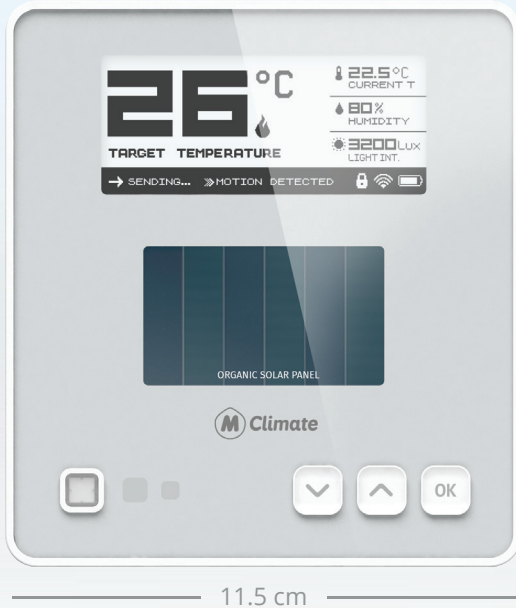 26°C
TARGET TEMPERATURE
22.5°C
CURRENT T
80%
HUMIDITY
3200Lux
LIGHT INT.
→ SENDING... »MOTION DETECTED
ORGANIC SOLAR PANEL
M Climate
OK
11.5 cm